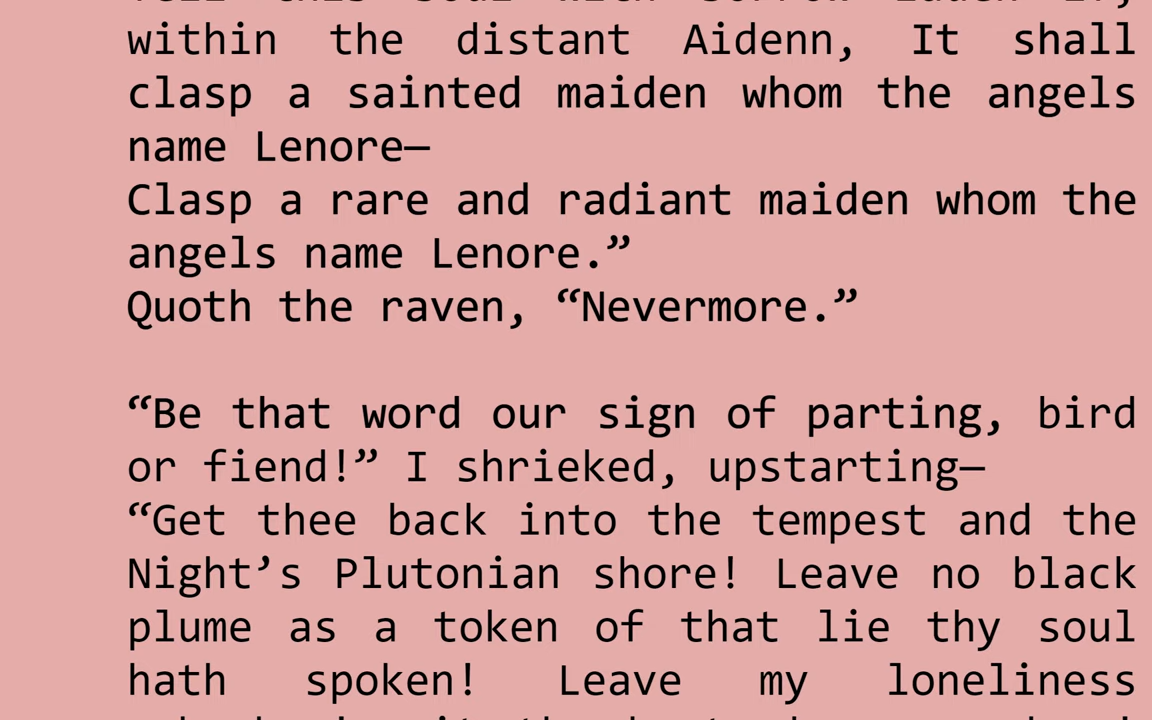 within the distant Aidenn, It shall
clasp a sainted maiden whom the angels
name Lenore—
Clasp a rare and radiant maiden whom the
angels name Lenore.”
Quoth the raven, “Nevermore.”
“Be that word our sign of parting, bird
or fiend!” I shrieked, upstarting—
“Get thee back into the tempest and the
Night’s Plutonian shore! Leave no black
plume as a token of that lie thy soul
hath spoken! Leave my loneliness